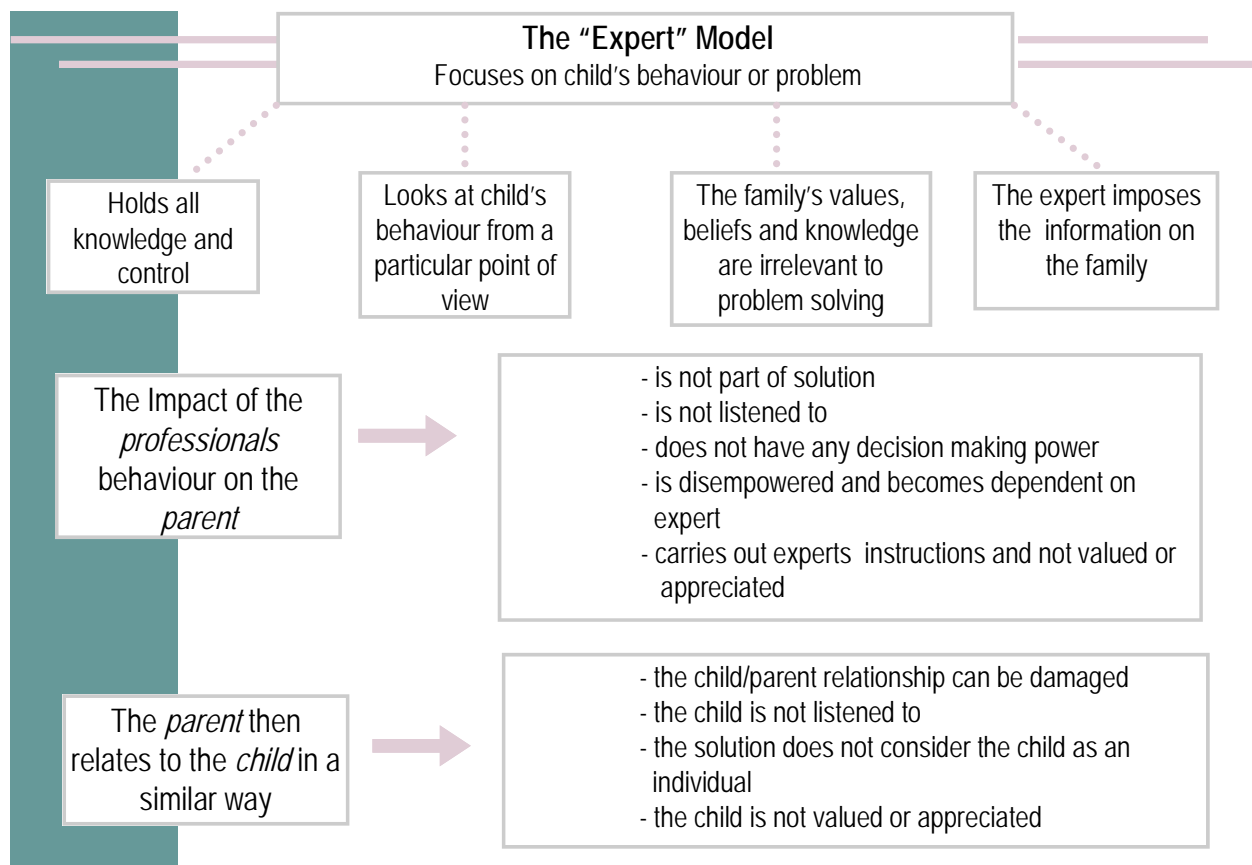 The “Expert” Model
Focuses on child’s behaviour or problem
Holds all
knowledge and
control
Looks at child’s
behaviour from a
particular point of
view
The family’s values,
beliefs and knowledge
are irrelevant to
problem solving
The expert imposes
the information on
the family
The Impact of the
professionals
behaviour on the
parent
- is not part of solution
- is not listened to
- does not have any decision making power
- is disempowered and becomes dependent on
expert
- carries out experts instructions and not valued or
appreciated
The parent then
relates to the child in a
similar way
- the child/parent relationship can be damaged
- the child is not listened to
- the solution does not consider the child as an
individual
- the child is not valued or appreciated